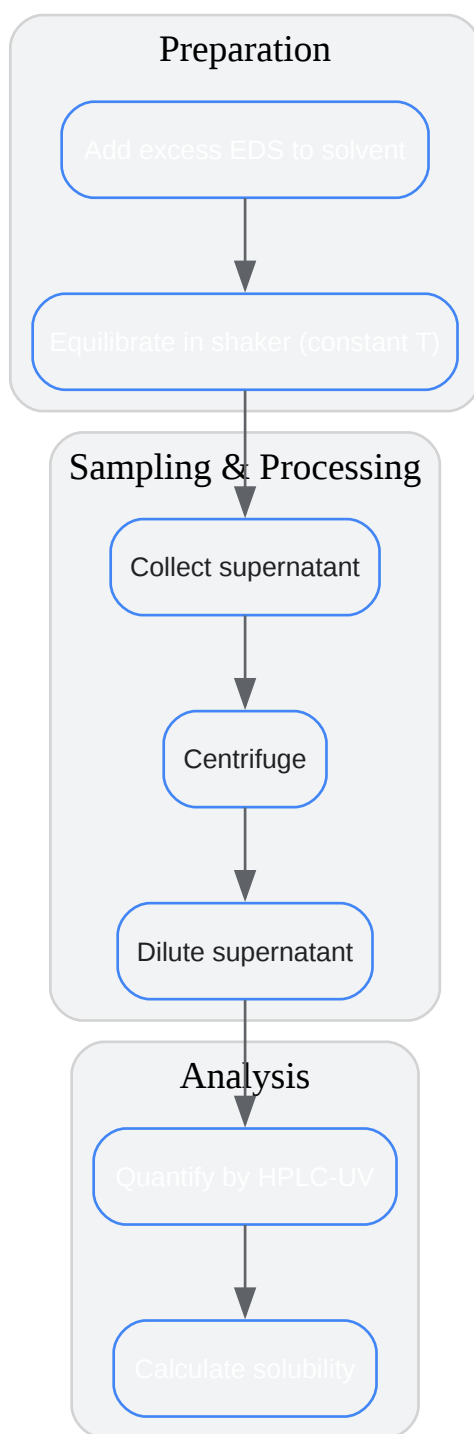 Preparation
Add excess EDS to solvent
Equilibrate in shaker (constant T)
Sampling & Processing
Collect supernatant
Centrifuge
Dilute supernatant
Analysis
Quantify by HPLC-UV
Calculate solubility